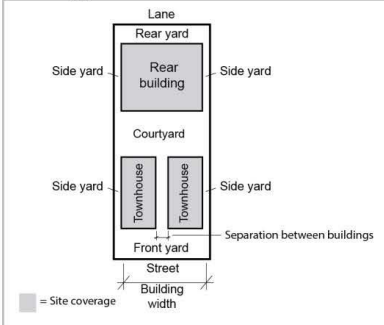 Lane
Rear yard
Side yard
Rear
building
Side yard
Courtyard
Side yard
Townhouse
Townhouse
Side yard
Separation between buildings
Front yard
Street
Building
width
= Site coverage